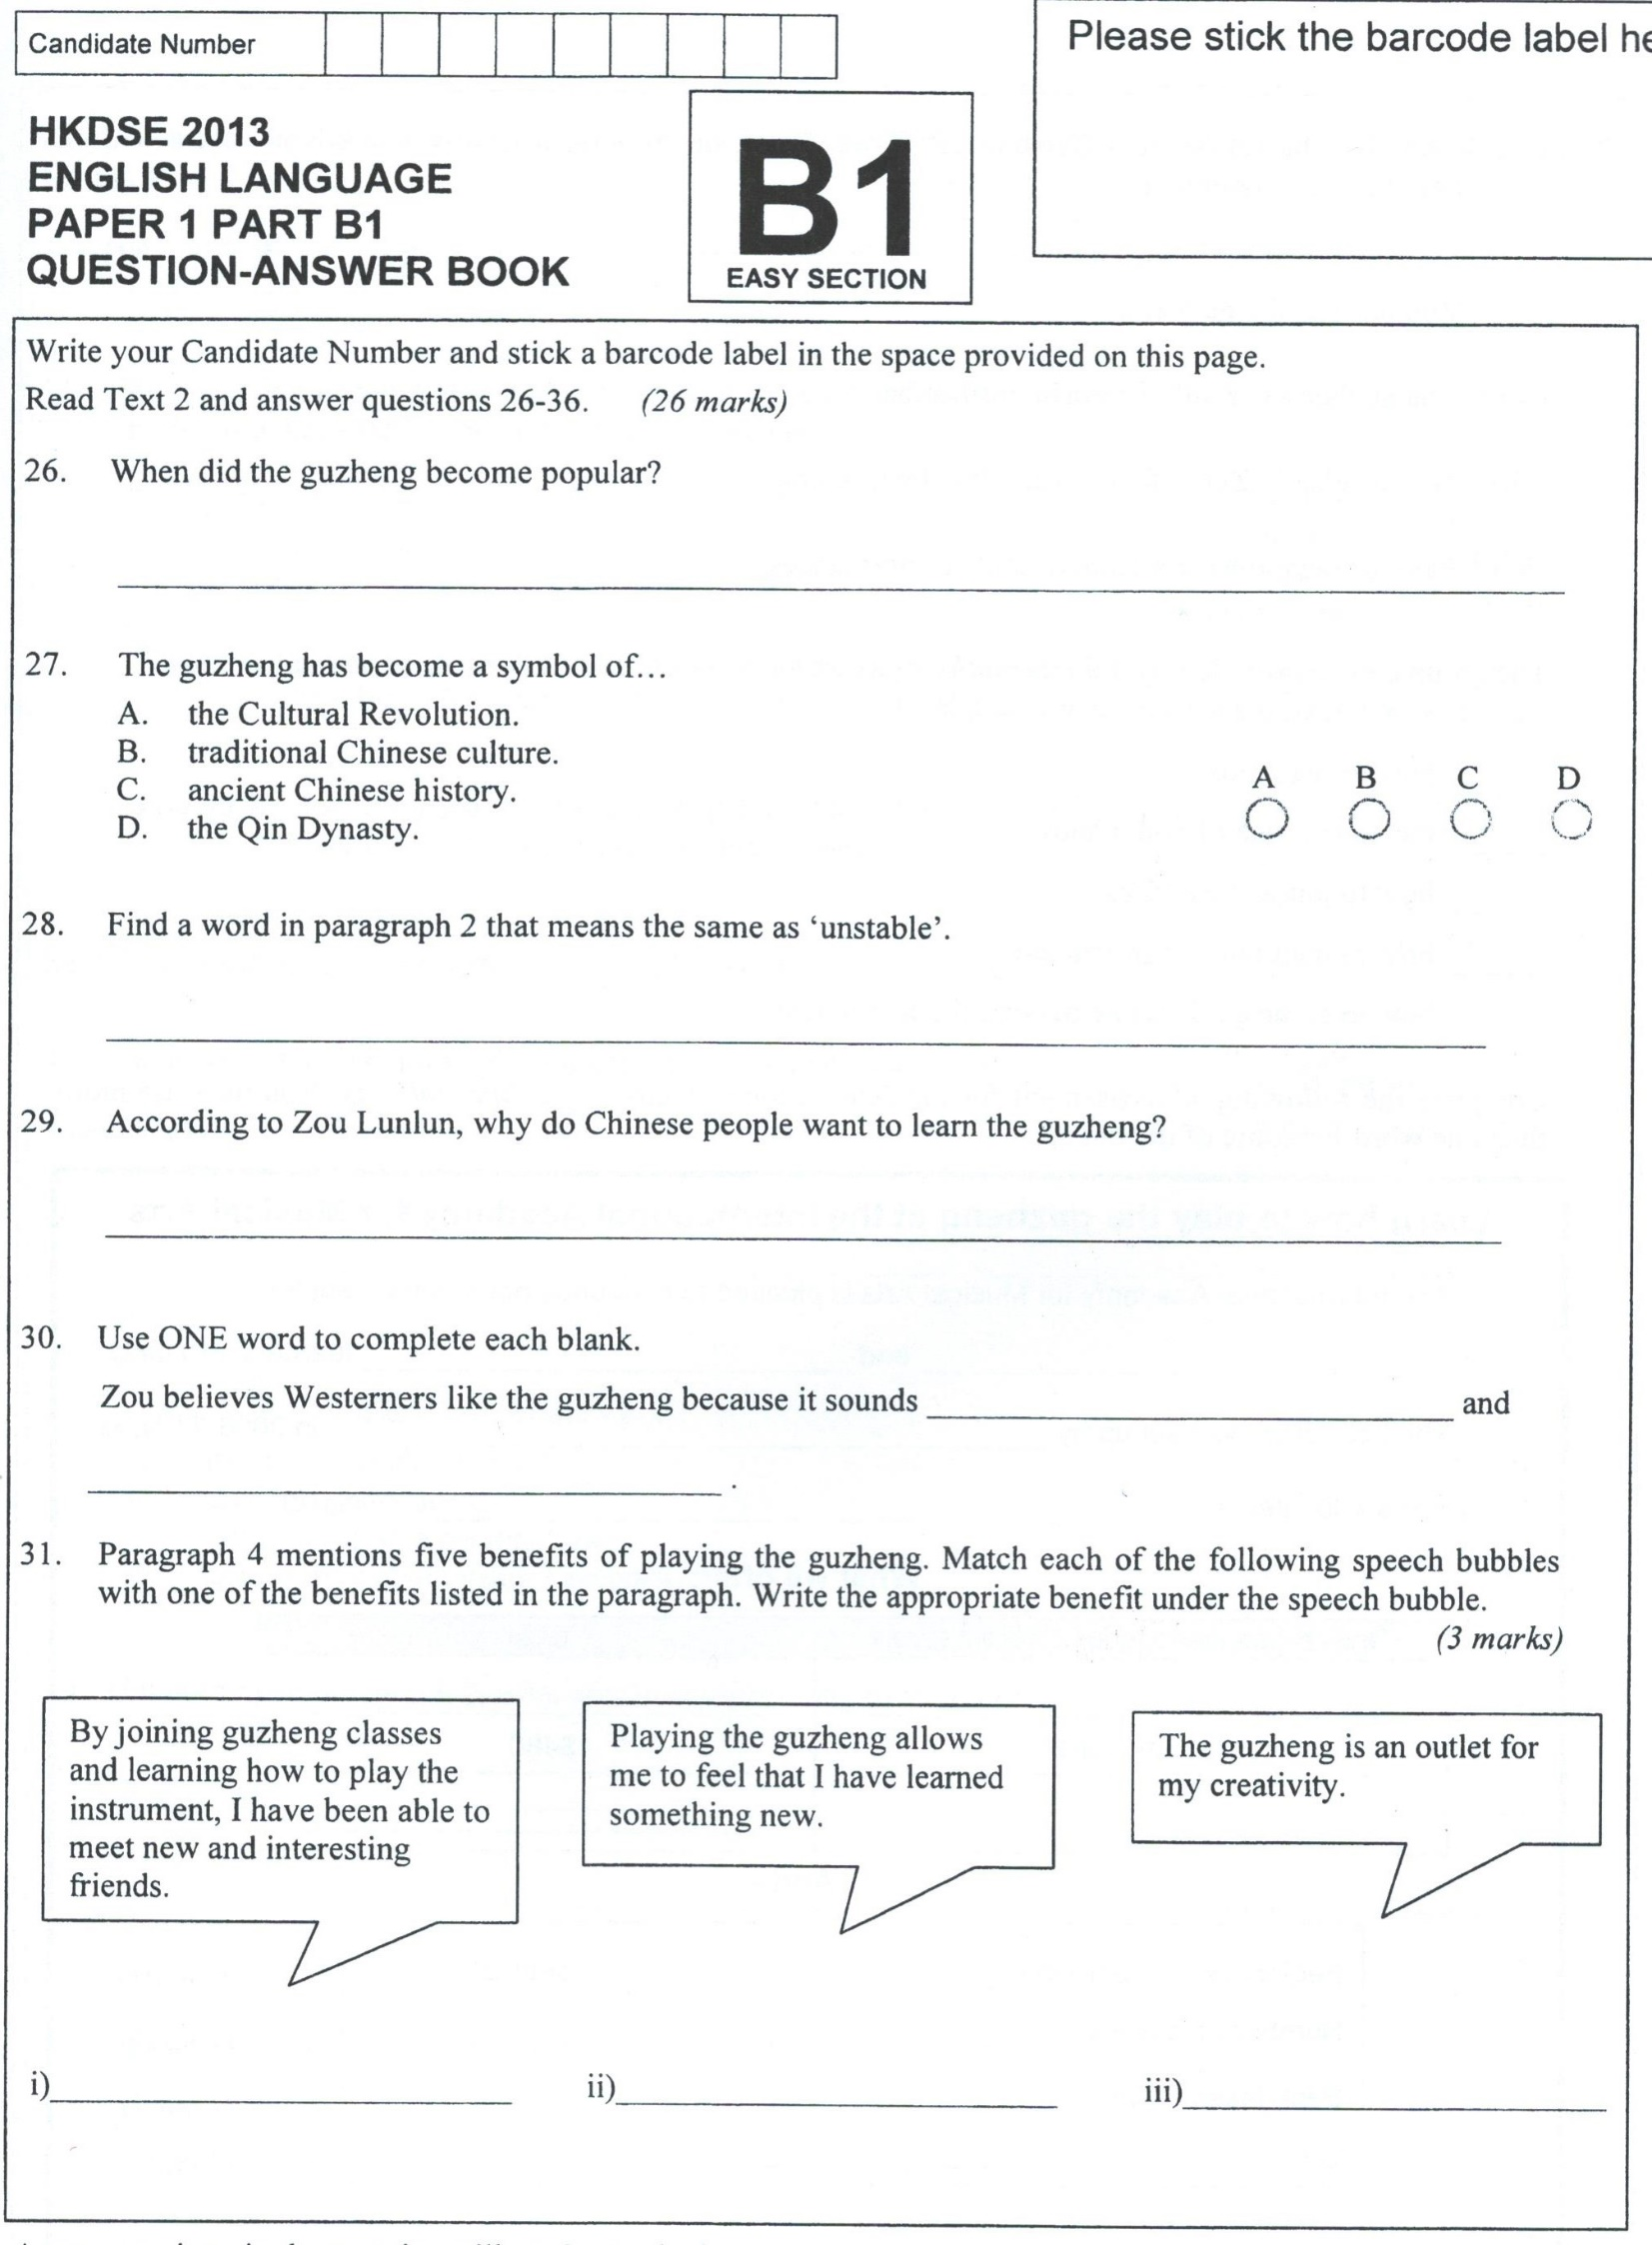 Candidate Number
Please stick the barcode label he
HKDSE 2013
ENGLISH LANGUAGE
PAPER 1 PART B1
QUESTION-ANSWER BOOK
B1
EASY SECTION
Write your Candidate Number and stick a barcode label in the space provided on this page.
Read Text 2 and answer questions 26-36. (26 marks)
26. When did the guzheng become popular?
27. The guzheng has become a symbol of…
A. the Cultural Revolution.
B. traditional Chinese culture.
C. ancient Chinese history.
D. the Qin Dynasty.
A B C D
28. Find a word in paragraph 2 that means the same as ‘unstable’.
29. According to Zou Lunlun, why do Chinese people want to learn the guzheng?
30. Use ONE word to complete each blank.
Zou believes Westerners like the guzheng because it sounds ____ and
____ .
31. Paragraph 4 mentions five benefits of playing the guzheng. Match each of the following speech bubbles
with one of the benefits listed in the paragraph. Write the appropriate benefit under the speech bubble.
(3 marks)
By joining guzheng classes
and learning how to play the
instrument, I have been able to
meet new and interesting
friends.
Playing the guzheng allows
me to feel that I have learned
something new.
The guzheng is an outlet for
my creativity.
i)
ii)
iii)